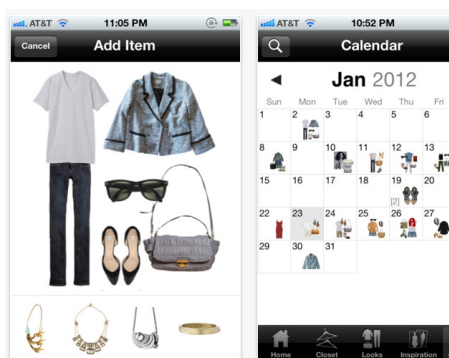 AT&T 11:05 PM
Cancel Add Item
AT&T 10:52 PM
Calendar
Jan 2012
Sun Mon Tue Wed Thu Fri
1 2 3 4 5 6
8 9 10 11 12 13
15 16 17 18 19 20
[2]
22 23 24 25 26 27
29 30 31
Home Closet Looks Inspiration